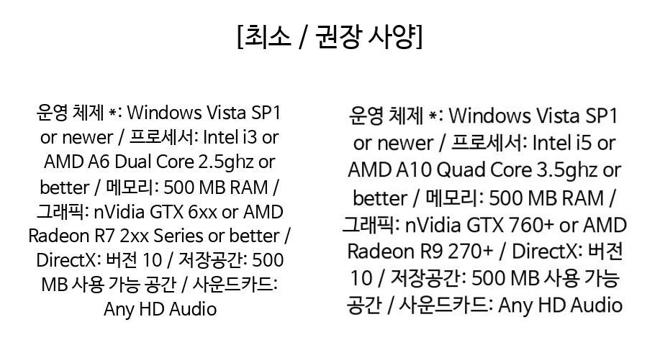 [최소 / 권장 사양]
운영 체제 *: Windows Vista SP1
or newer / 프로세서: Intel i3 or
AMD A6 Dual Core 2.5ghz or
better / 메모리: 500 MB RAM /
그래픽: nVidia GTX 6xx or AMD
Radeon R7 2xx Series or better /
DirectX: 버전 10 / 저장공간: 500
MB 사용 가능 공간 / 사운드카드:
Any HD Audio
운영 체제 *: Windows Vista SP1
or newer / 프로세서: Intel i5 or
AMD A10 Quad Core 3.5ghz or
better / 메모리: 500 MB RAM /
그래픽: nVidia GTX 760+ or AMD
Radeon R9 270+ / DirectX: 버전
10 / 저장공간: 500 MB 사용 가능
공간 / 사운드카드: Any HD Audio